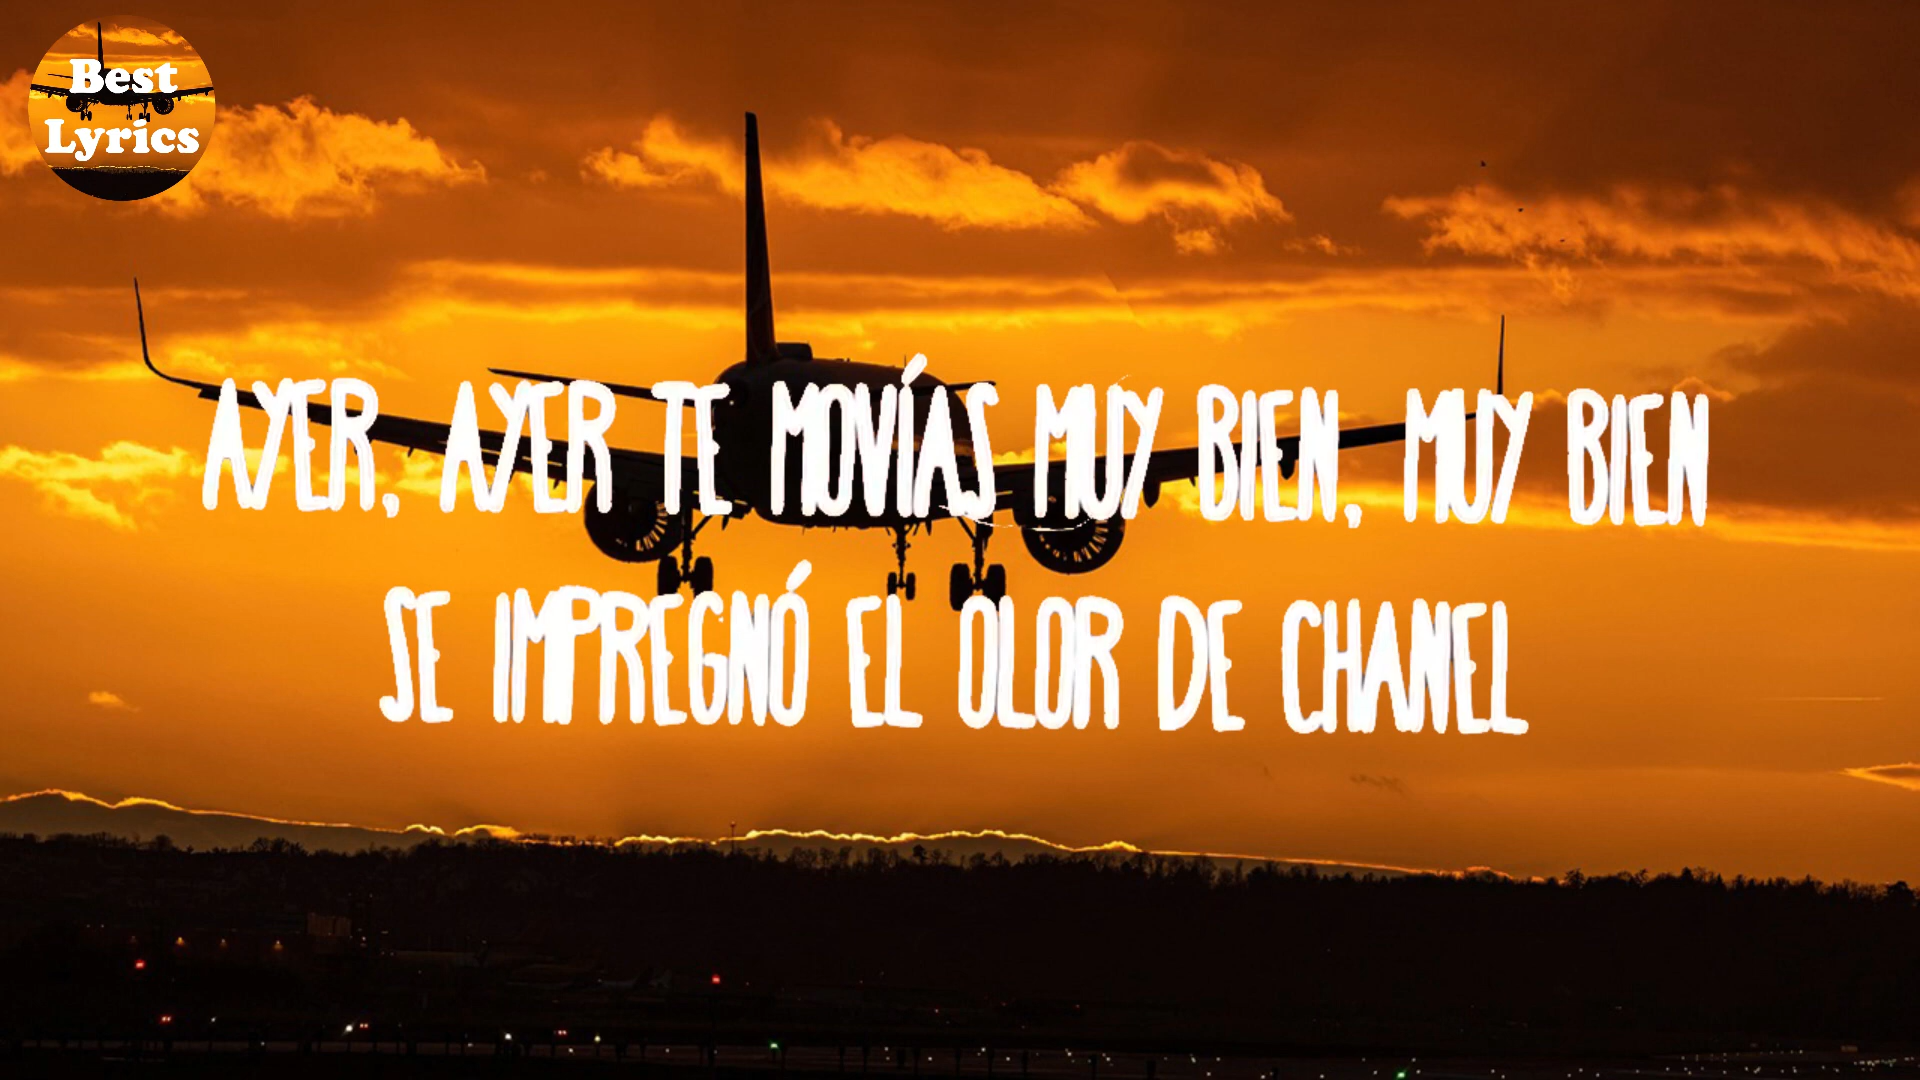 Best
Lyrics
AYER, AYER TE MOVÍAS MUY BIEN, MUY BIEN
SE IMPREGNÓ EL OLOR DE CHANEL